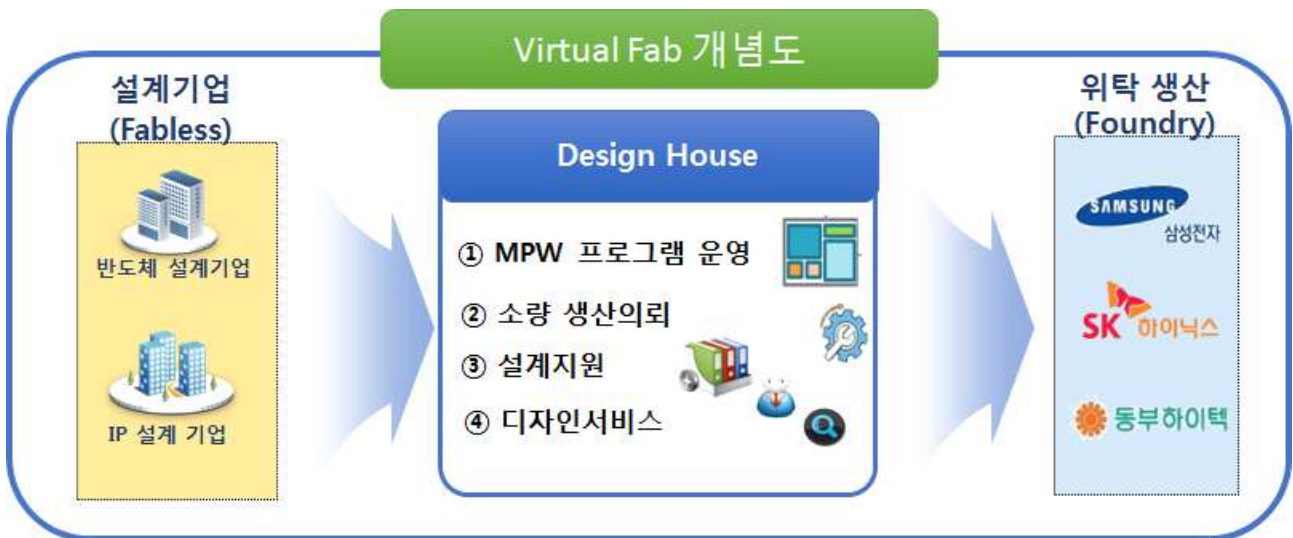 Virtual Fab 개념도
설계기업
(Fabless)
반도체 설계기업
IP 설계 기업
Design House
① MPW 프로그램 운영
② 소량 생산의뢰
③ 설계지원
④ 디자인서비스
위탁 생산
(Foundry)
SAMSUNG
삼성전자
SK 하이닉스
동부하이텍